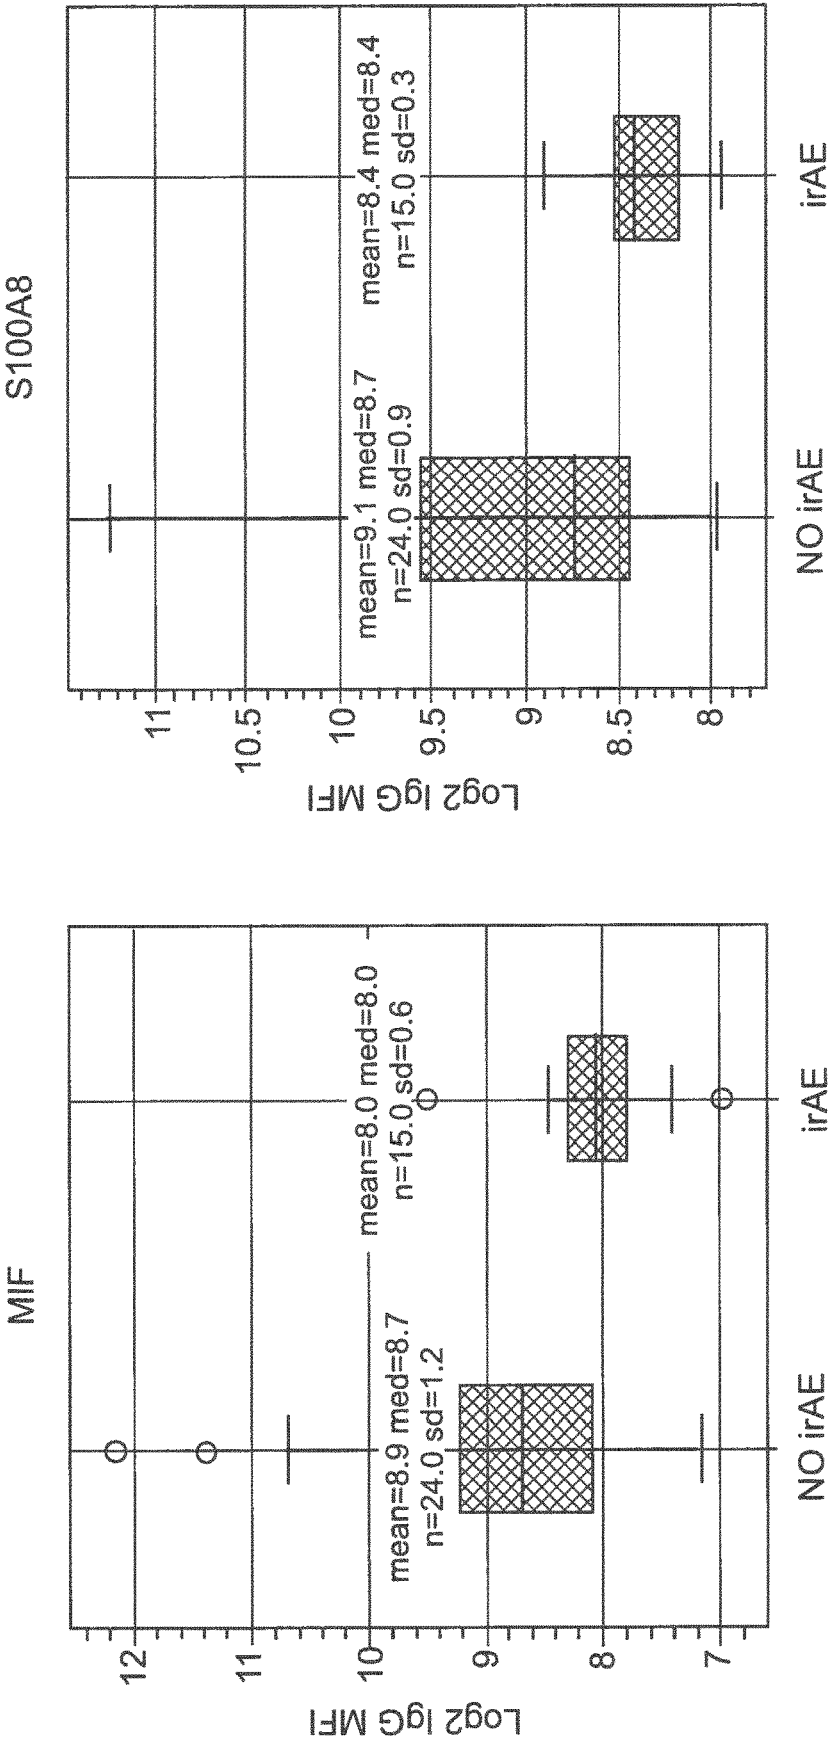 MIF
Log2 IgG MFI
12
11
10
9
8
7
mean=8.9 med=8.7
n=24.0 sd=1.2
mean=8.0 med=8.0
n=15.0 sd=0.6
NO irAE
irAE
S100A8
Log2 IgG MFI
11
10.5
10
9.5
9
8.5
8
mean=9.1 med=8.7
n=24.0 sd=0.9
mean=8.4 med=8.4
n=15.0 sd=0.3
NO irAE
irAE